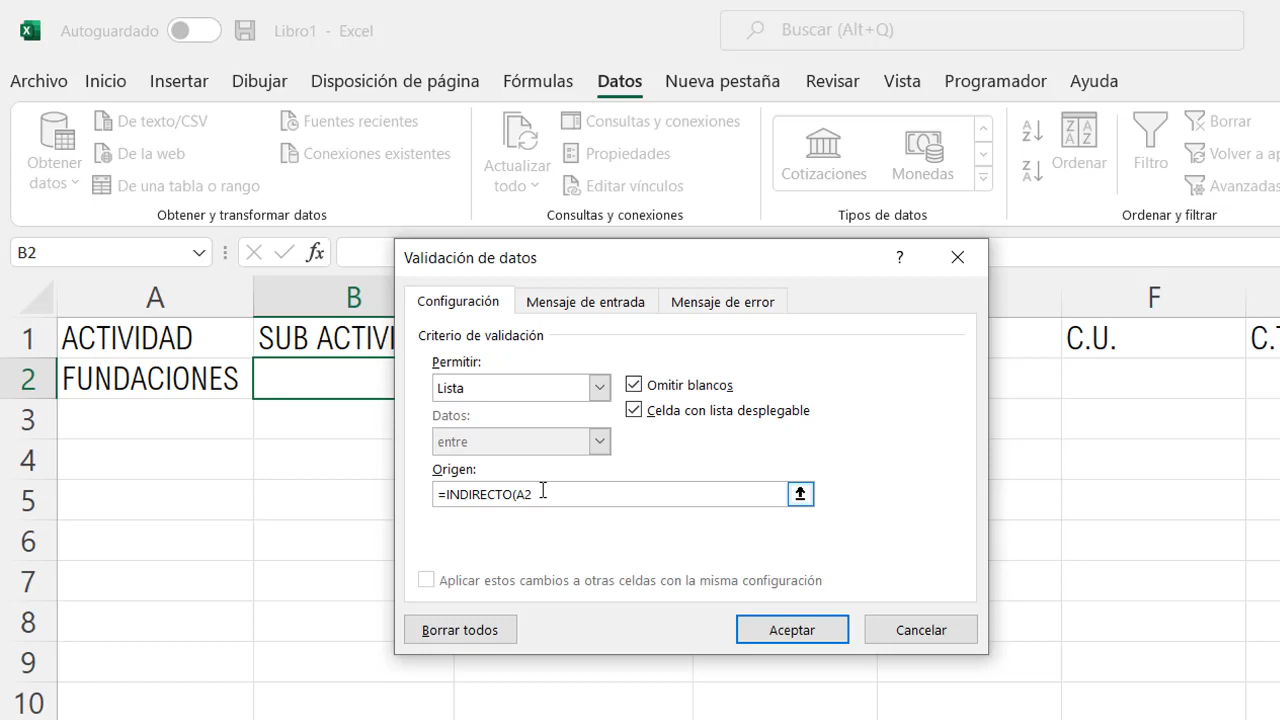 Autoguardado
Libro1 - Excel
Buscar (Alt+Q)
Archivo Inicio Insertar Dibujar Disposición de página Fórmulas Datos Nueva pestaña Revisar Vista Programador Ayuda
Obtener datos
De texto/CSV
De la web
De una tabla o rango
Fuentes recientes
Conexiones existentes
Obtener y transformar datos
Actualizar todo
Consultas y conexiones
Propiedades
Editar vínculos
Consultas y conexiones
Cotizaciones
Monedas
Tipos de datos
Ordenar
Filtro
Borrar
Volver a ap
Avanzadas
Ordenar y filtrar
B2
fx
Validación de datos
?
Configuración Mensaje de entrada Mensaje de error
Criterio de validación
Permitir:
Lista
Omitir blancos
Celda con lista desplegable
Datos:
entre
Origen:
=INDIRECTO(A2
Aplicar estos cambios a otras celdas con la misma configuración
Borrar todos
Aceptar
Cancelar
A B F
1 ACTIVIDAD SUB ACTIVI C.U. C.T
2 FUNDACIONES
3
4
5
6
7
8
9
10